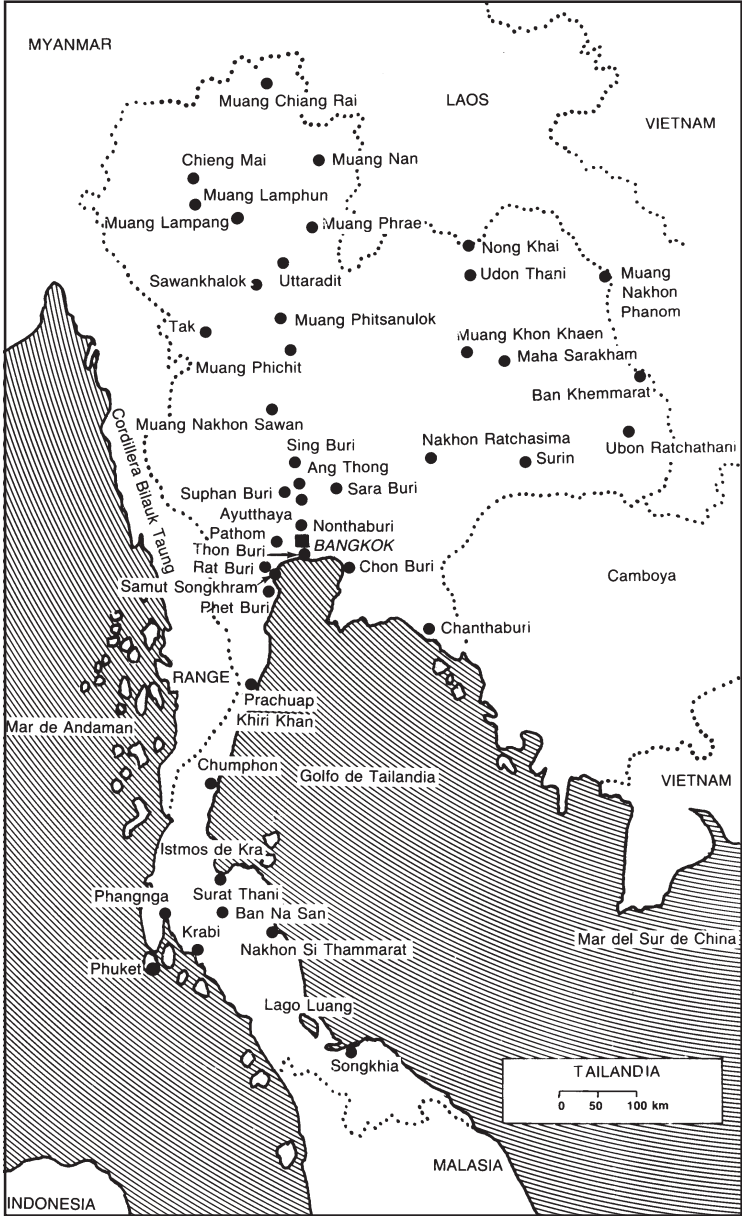 MYANMAR
LAOS
VIETNAM
Muang Chiang Rai
Chieng Mai
Muang Nan
Muang Lamphun
Muang Lampang
Muang Phrae
Nong Khai
Sawankhalok
Uttaradit
Udon Thani
Muang
Nakhon
Phanom
Tak
Muang Phitsanulok
Muang Khon Khaen
Muang Phichit
Maha Sarakham
Ban Khemmarat
Muang Nakhon Sawan
Cordillera Bilauk Taung
Sing Buri
Nakhon Ratchasima
Ubon Ratchathani
Ang Thong
Surin
Suphan Buri
Sara Buri
Ayutthaya
Nonthaburi
Pathom
BANGKOK
Thon Buri
Rat Buri
Chon Buri
Camboya
Samut Songkhram
Phet Buri
Chanthaburi
RANGE
Prachuap
Khiri Khan
Mar de Andaman
Chumphon
Golfo de Tailandia
VIETNAM
Istmos de Kra
Surat Thani
Phangnga
Ban Na San
Krabi
Nakhon Si Thammarat
Mar del Sur de China
Phuket
Lago Luang
Songkhia
TAILANDIA
0 50 100 km
MALASIA
INDONESIA